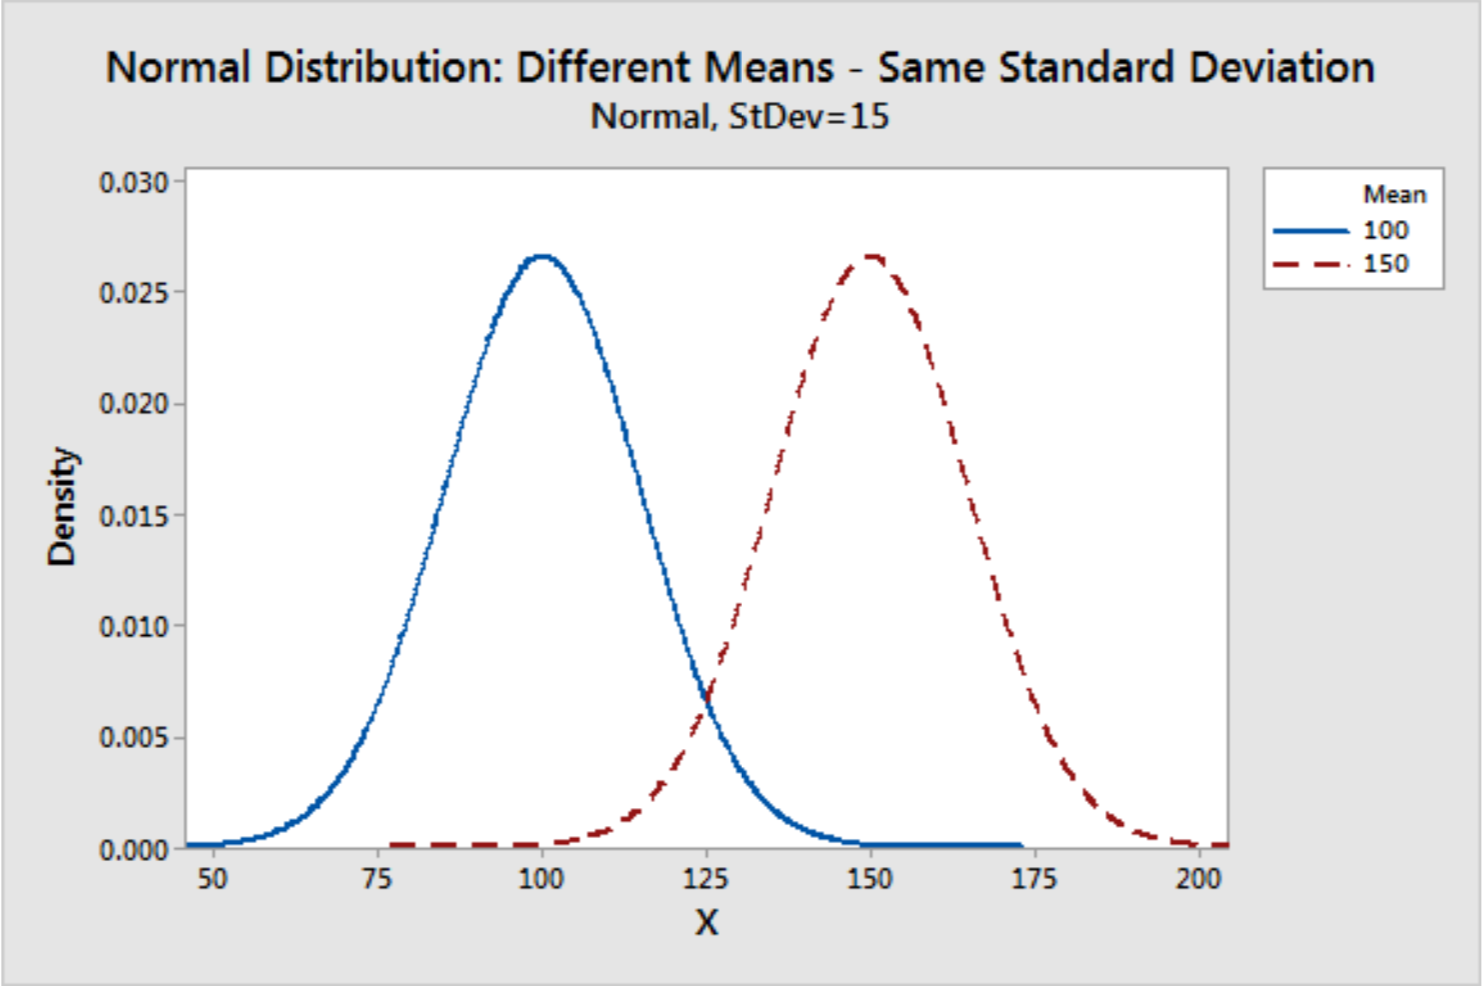 Normal Distribution: Different Means - Same Standard Deviation
Normal, StDev=15
Mean
100
150
Density
0.030
0.025
0.020
0.015
0.010
0.005
0.000
50 75 100 125 150 175 200
X